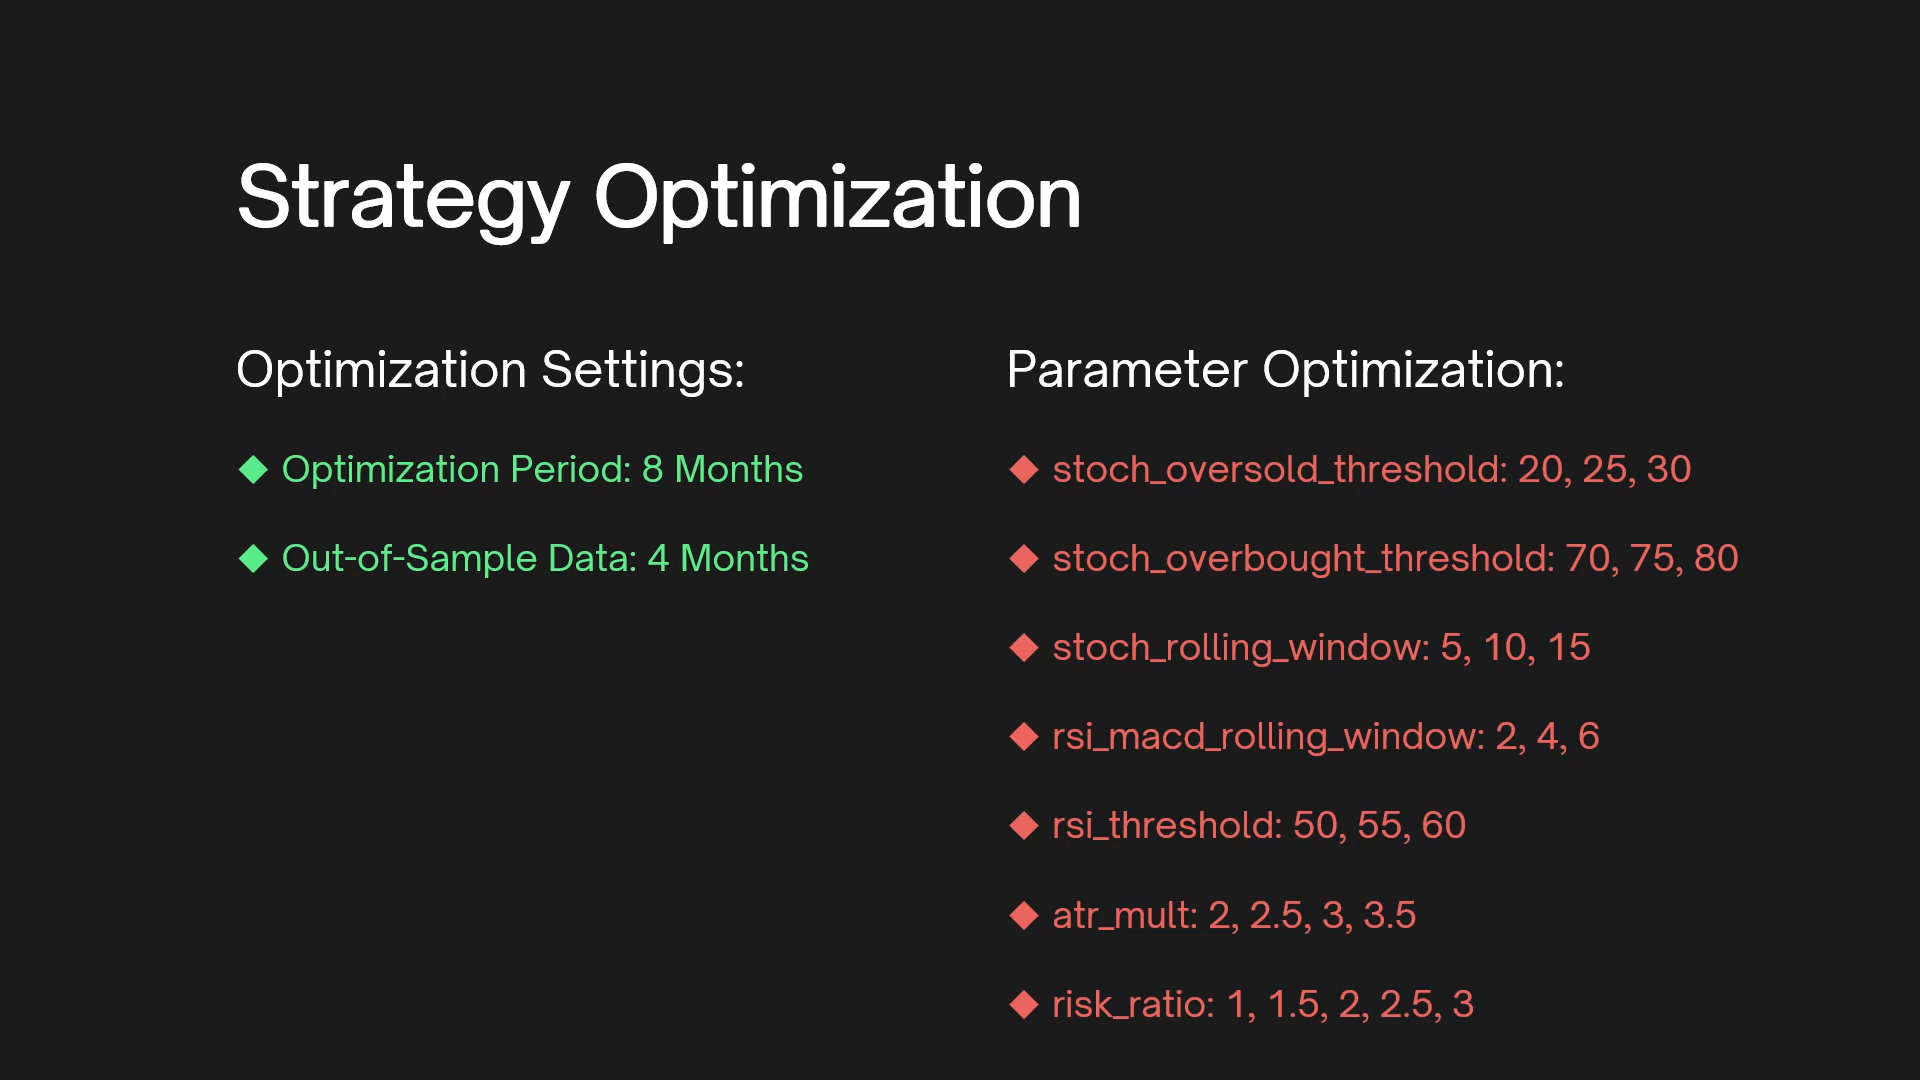 Strategy Optimization
Optimization Settings:
Optimization Period: 8 Months
Out-of-Sample Data: 4 Months
Parameter Optimization:
stoch_oversold_threshold: 20, 25, 30
stoch_overbought_threshold: 70, 75, 80
stoch_rolling_window: 5, 10, 15
rsi_macd_rolling_window: 2, 4, 6
rsi_threshold: 50, 55, 60
atr_mult: 2, 2.5, 3, 3.5
risk_ratio: 1, 1.5, 2, 2.5, 3